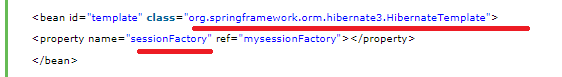 <bean id="template" class="org.springframework.orm.hibernate3.HibernateTemplate">
<property name="sessionFactory" ref="mysessionFactory"></property>
</bean>